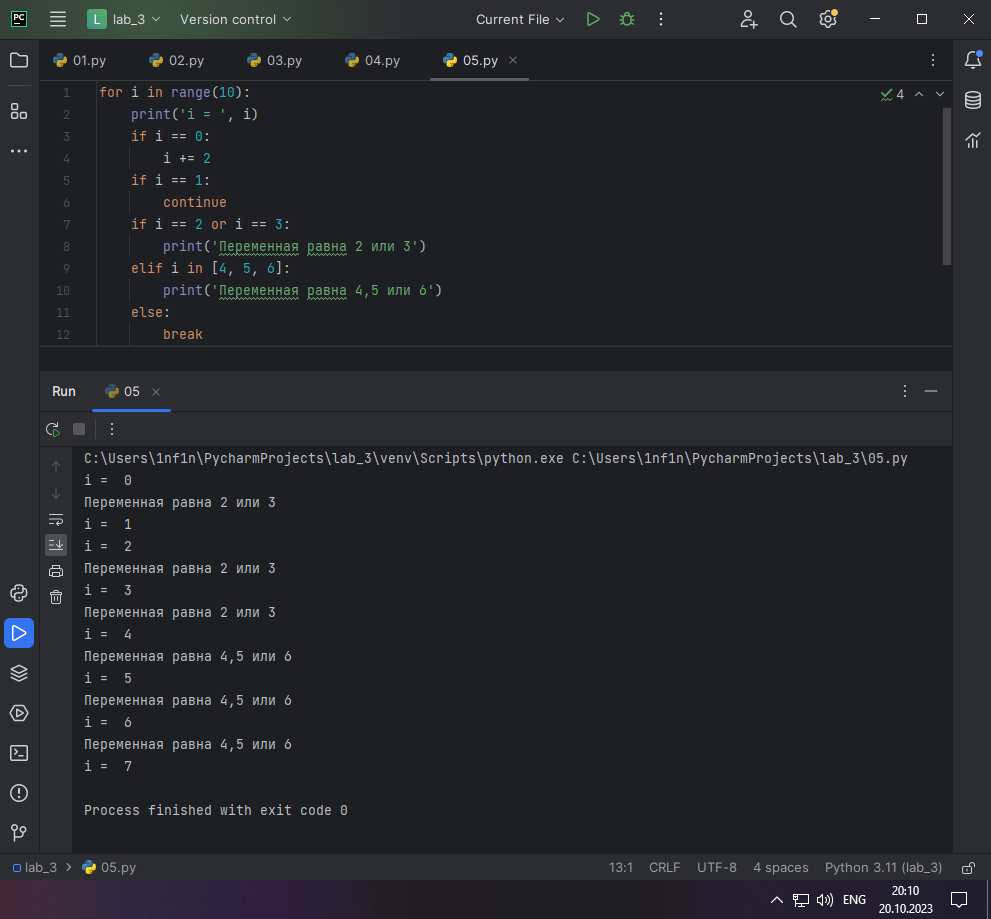 PC L lab_3 Version control Current File
01.py 02.py 03.py 04.py 05.py
4
1 for i in range(10):
2     print('i = ', i)
3     if i == 0:
4         i += 2
5     if i == 1:
6         continue
7     if i == 2 or i == 3:
8         print('Переменная равна 2 или 3')
9     elif i in [4, 5, 6]:
10         print('Переменная равна 4,5 или 6')
11     else:
12         break
Run 05
C:\Users\1nf1n\PycharmProjects\lab_3\venv\Scripts\python.exe C:\Users\1nf1n\PycharmProjects\lab_3\05.py
i =  0
Переменная равна 2 или 3
i =  1
i =  2
Переменная равна 2 или 3
i =  3
Переменная равна 2 или 3
i =  4
Переменная равна 4,5 или 6
i =  5
Переменная равна 4,5 или 6
i =  6
Переменная равна 4,5 или 6
i =  7
Process finished with exit code 0
lab_3 05.py 13:1 CRLF UTF-8 4 spaces Python 3.11 (lab_3)
ENG
20:10
20.10.2023